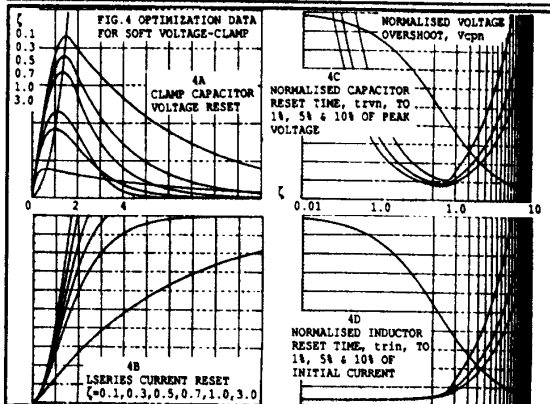 FIG.4 OPTIMIZATION DATA
FOR SOFT VOLTAGE-CLAMP
ζ
0.1
0.3
0.5
0.7
1.0
3.0
4A
CLAMP CAPACITOR
VOLTAGE RESET
0 2 4 ζ
NORMALISED VOLTAGE
OVERSHOOT, Vcpn
4C
NORMALISED CAPACITOR
RESET TIME, trvn, TO
1%, 5% & 10% OF PEAK
VOLTAGE
0.01 1.0 1.0 10
4B
LSERIES CURRENT RESET
ζ=0.1,0.3,0.5,0.7,1.0,3.0
4D
NORMALISED INDUCTOR
RESET TIME, trin, TO
1%, 5% & 10% OF
INITIAL CURRENT